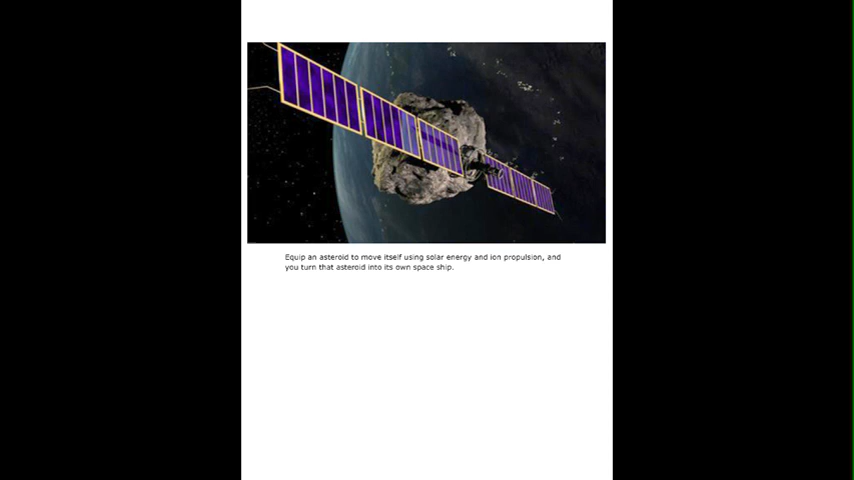 Equip an asteroid to move itself using solar energy and ion propulsion, and
you turn that asteroid into its own space ship.